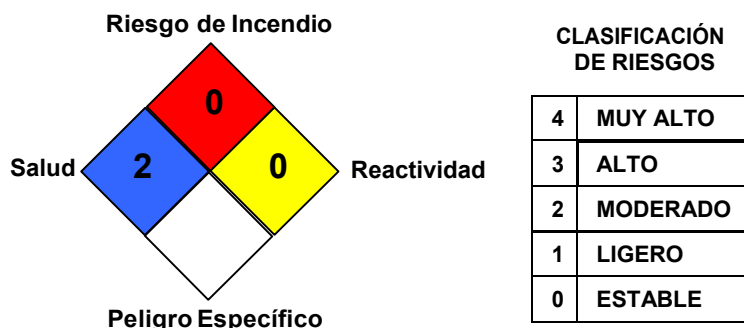 Riesgo de Incendio
0
Salud
2
0
Reactividad
Peligro Específico
CLASIFICACIÓN
DE RIESGOS
4 MUY ALTO
3 ALTO
2 MODERADO
1 LIGERO
0 ESTABLE